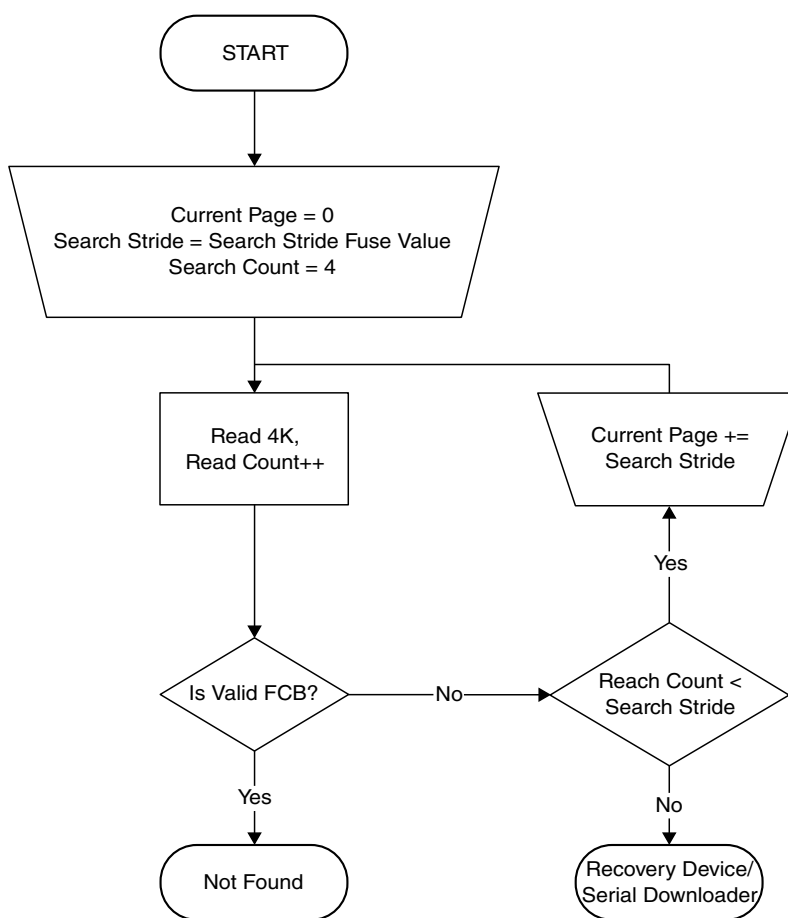 START
Current Page = 0
Search Stride = Search Stride Fuse Value
Search Count = 4
Read 4K,
Read Count++
Current Page +=
Search Stride
Yes
Is Valid FCB?
No
Reach Count <
Search Stride
Yes
No
Not Found
Recovery Device/
Serial Downloader